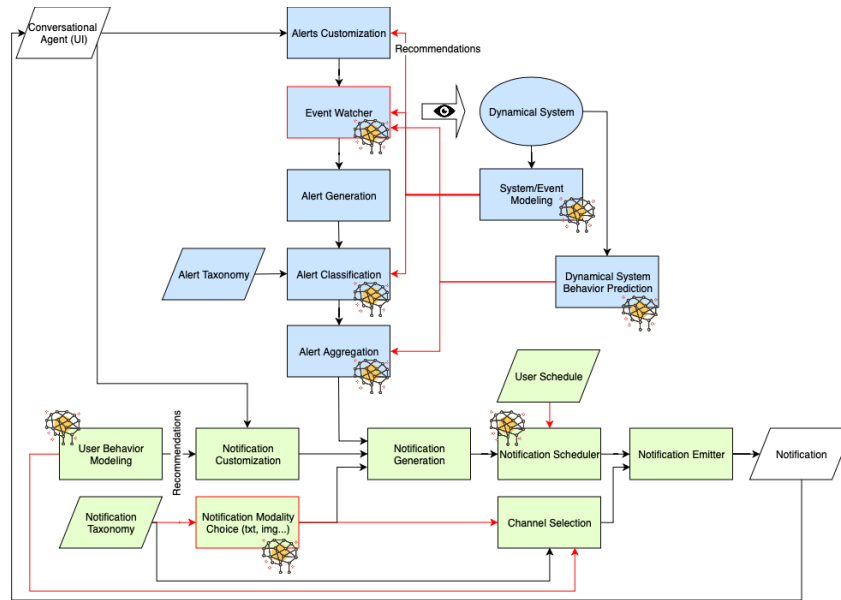 Conversational
Agent (UI)
Alerts Customization
Recommendations
Event Watcher
Dynamical System
Alert Generation
System/Event
Modeling
Alert Taxonomy
Alert Classification
Dynamical System
Behavior Prediction
Alert Aggregation
User Schedule
User Behavior
Modeling
Recommendations
Notification
Customization
Notification
Generation
Notification Scheduler
Notification Emitter
Notification
Notification
Taxonomy
Notification Modality
Choice (txt, img...)
Channel Selection